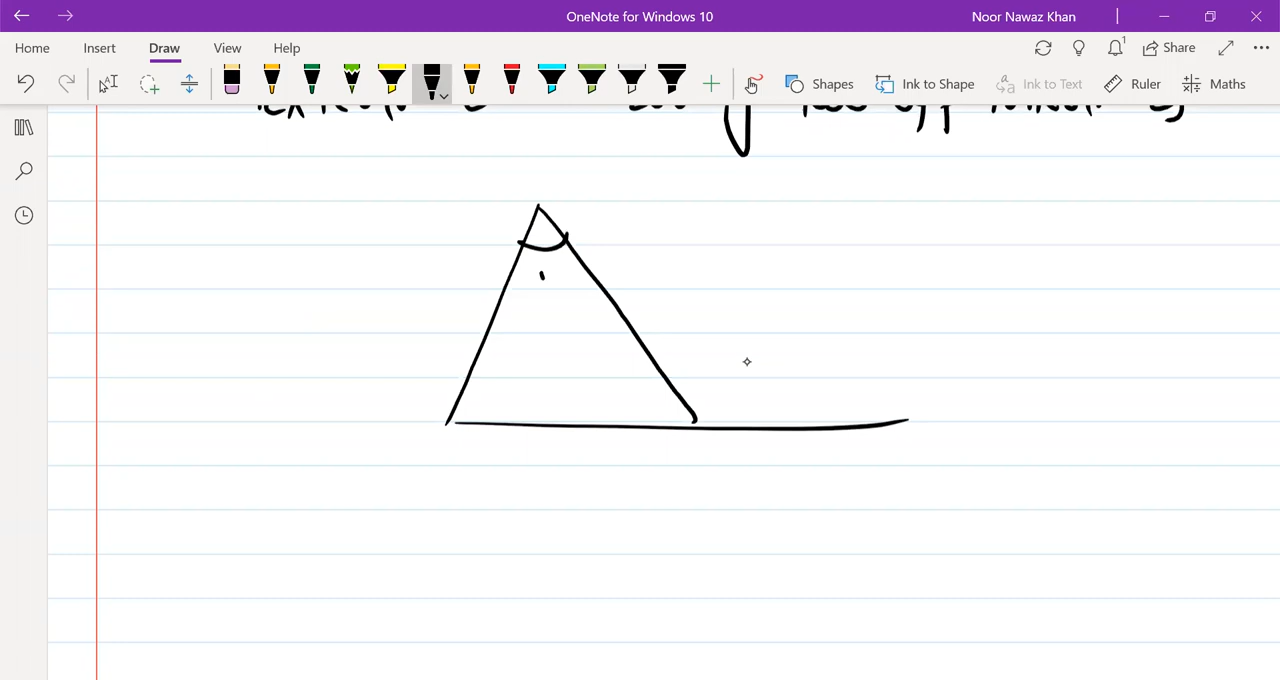 OneNote for Windows 10
Noor Nawaz Khan
Home Insert Draw View Help
1
Share
Shapes
Ink to Shape
Ink to Text
Ruler
Maths